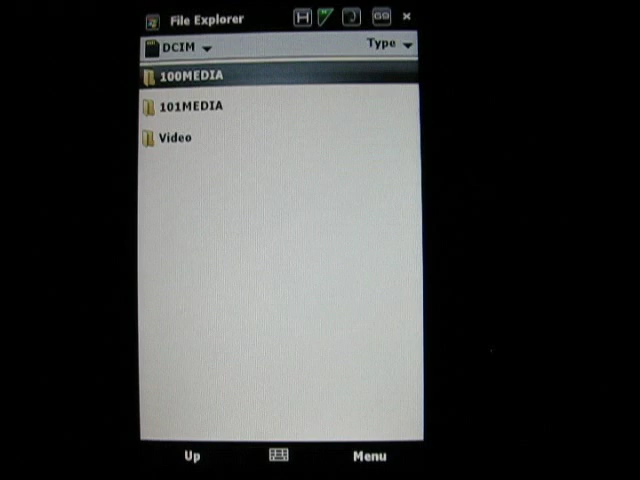 File Explorer
DCIM Type
100MEDIA
101MEDIA
Video
Up Menu